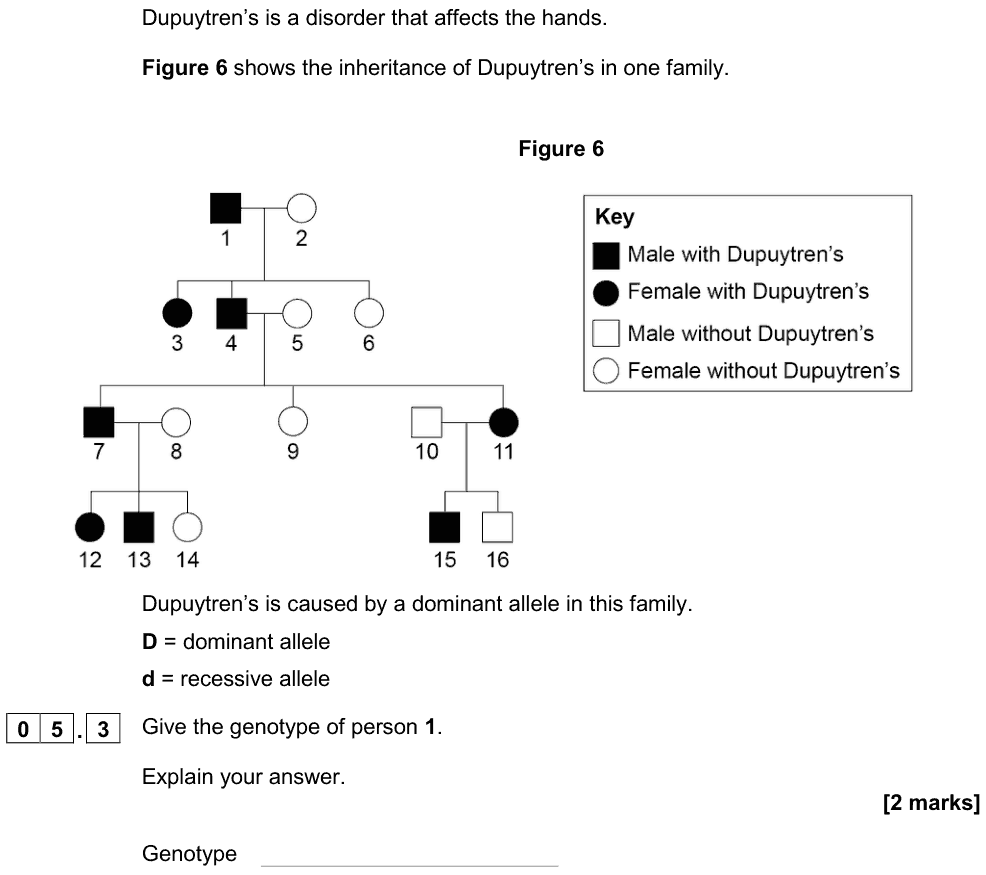 Dupuytren's is a disorder that affects the hands.
Figure 6 shows the inheritance of Dupuytren's in one family.
Figure 6
1 2
3 4 5 6
7 8 9 10 11
12 13 14 15 16
Key
Male with Dupuytren's
Female with Dupuytren's
Male without Dupuytren's
Female without Dupuytren's
Dupuytren's is caused by a dominant allele in this family.
D = dominant allele
d = recessive allele
0 5 . 3 Give the genotype of person 1.
Explain your answer.
[2 marks]
Genotype